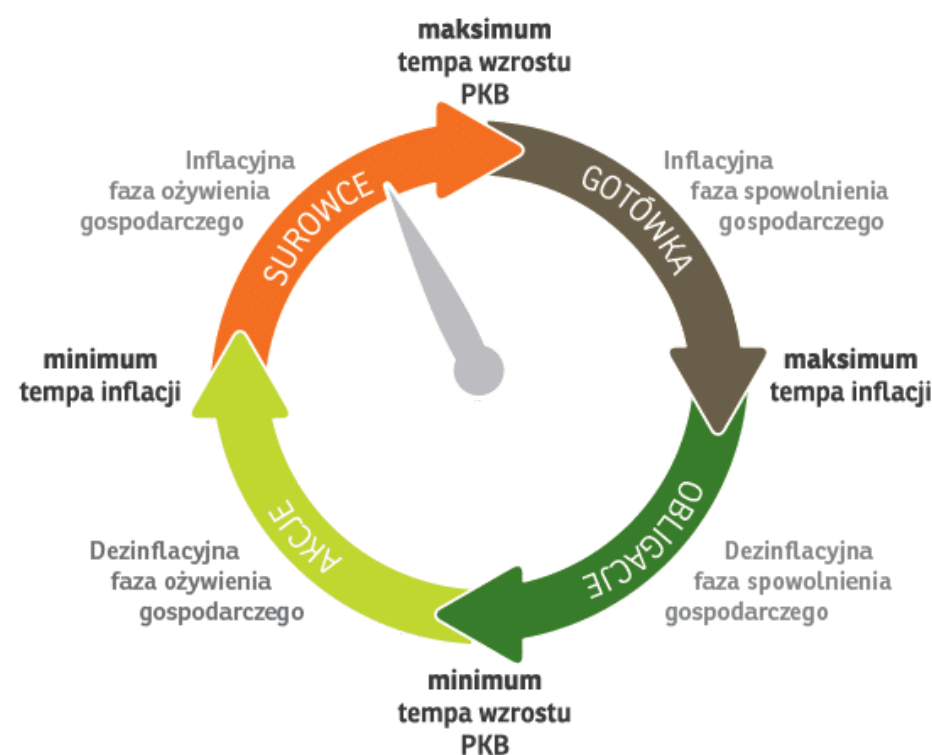 maksimum
tempa wzrostu
PKB
Inflacyjna
faza ożywienia
gospodarczego
Inflacyjna
faza spowolnienia
gospodarczego
SUROWCE
GOTÓWKA
minimum
tempa inflacji
maksimum
tempa inflacji
AKCJE
OBLIGACJE
Dezinflacyjna
faza ożywienia
gospodarczego
Dezinflacyjna
faza spowolnienia
gospodarczego
minimum
tempa wzrostu
PKB